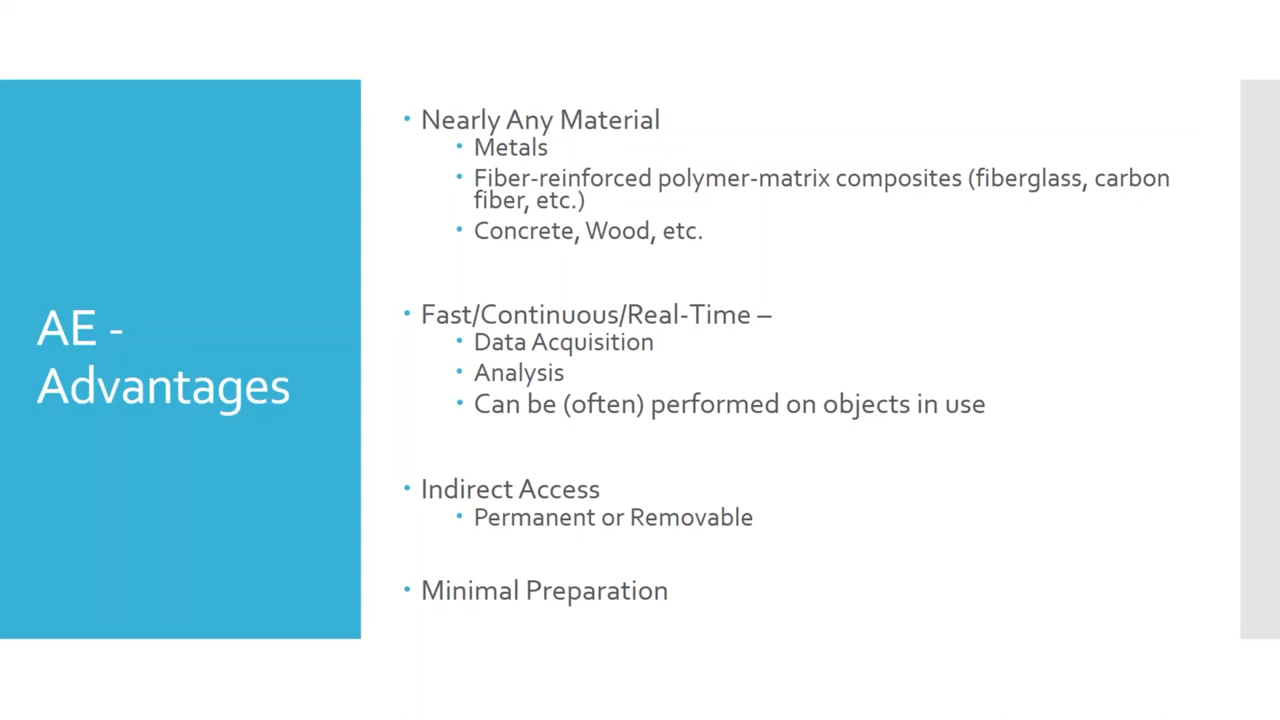 AE -
Advantages
• Nearly Any Material
• Metals
• Fiber-reinforced polymer-matrix composites (fiberglass, carbon
fiber, etc.)
• Concrete, Wood, etc.
• Fast/Continuous/Real-Time –
• Data Acquisition
• Analysis
• Can be (often) performed on objects in use
• Indirect Access
• Permanent or Removable
• Minimal Preparation